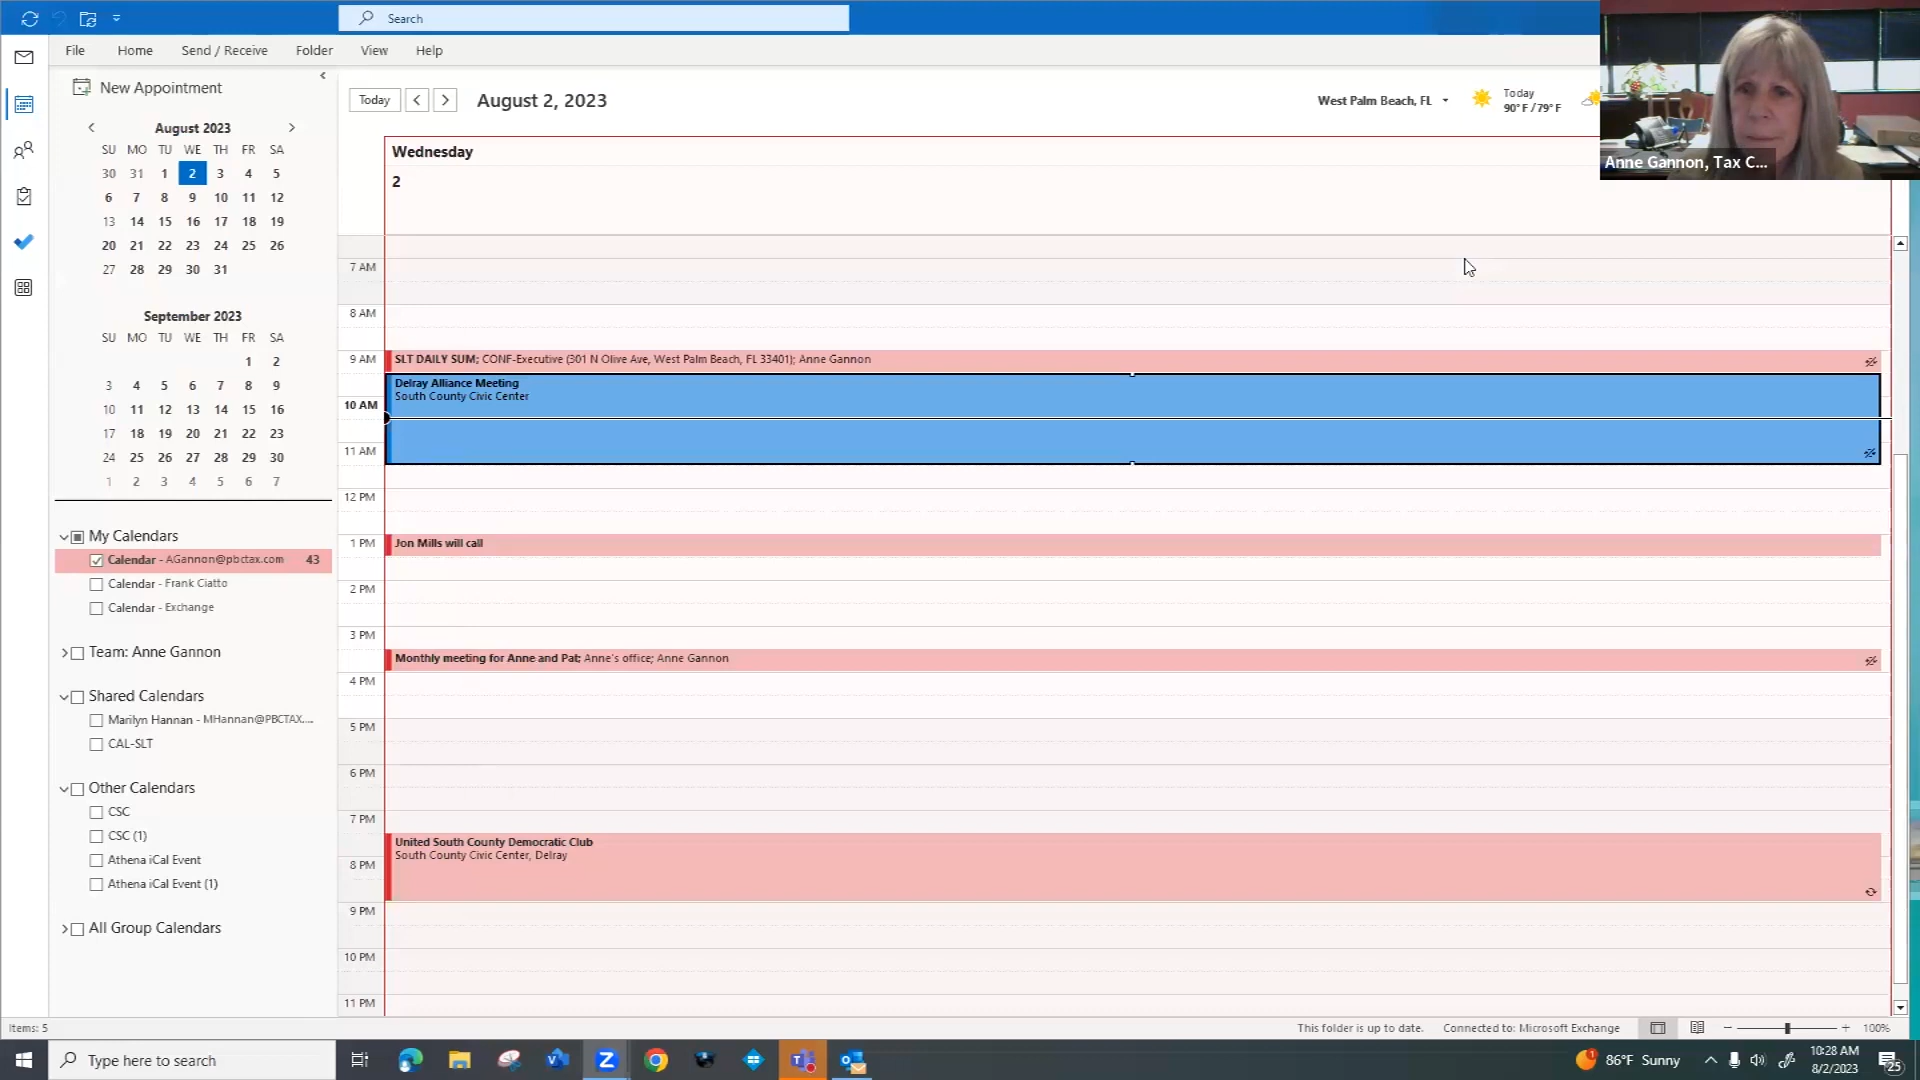 Search
File Home Send / Receive Folder View Help
New Appointment
August 2023
SU MO TU WE TH FR SA
30 31 1 2 3 4 5
6 7 8 9 10 11 12
13 14 15 16 17 18 19
20 21 22 23 24 25 26
27 28 29 30 31
September 2023
SU MO TU WE TH FR SA
1 2
3 4 5 6 7 8 9
10 11 12 13 14 15 16
17 18 19 20 21 22 23
24 25 26 27 28 29 30
1 2 3 4 5 6 7
My Calendars
Calendar - AGannon@pbctax.com 43
Calendar - Frank Ciatto
Calendar - Exchange
Team: Anne Gannon
Shared Calendars
Marilyn Hannan - MHannan@PBCTAX....
CAL-SLT
Other Calendars
CSC
CSC (1)
Athena iCal Event
Athena iCal Event (1)
All Group Calendars
Today August 2, 2023
West Palm Beach, FL
Today
90°F/79°F
Anne Gannon, Tax C...
Wednesday
2
7 AM
8 AM
9 AM
SLT DAILY SUM; CONF-Executive (301 N Olive Ave, West Palm Beach, FL 33401); Anne Gannon
Delray Alliance Meeting
South County Civic Center
10 AM
11 AM
12 PM
1 PM
Jon Mills will call
2 PM
3 PM
Monthly meeting for Anne and Pat; Anne's office; Anne Gannon
4 PM
5 PM
6 PM
7 PM
United South County Democratic Club
South County Civic Center, Delray
8 PM
9 PM
10 PM
11 PM
Items: 5
This folder is up to date. Connected to: Microsoft Exchange 100%
Type here to search
86°F Sunny
10:28 AM
8/2/2023
25